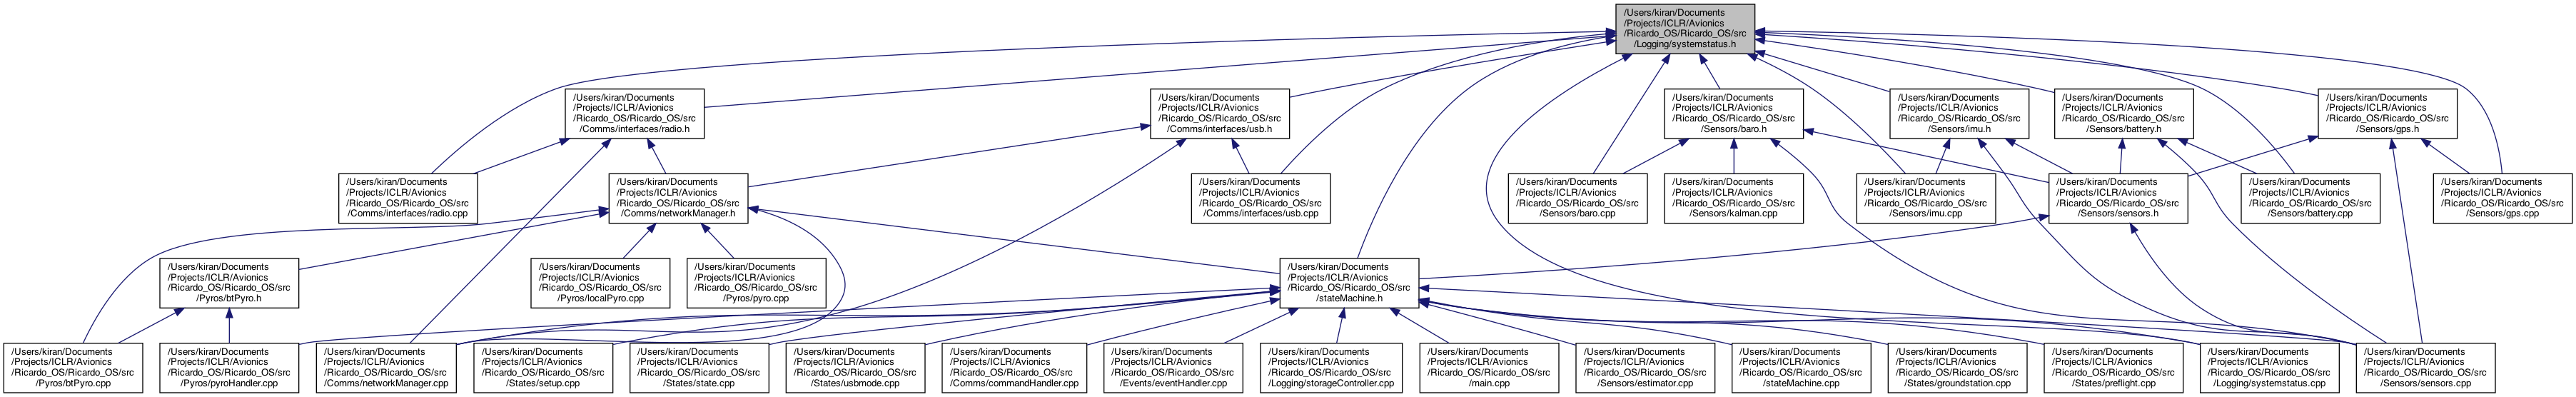 /Users/kiran/Documents
/Projects/ICLR/Avionics
/Ricardo_OS/Ricardo_OS/src
/Logging/systemstatus.h
/Users/kiran/Documents
/Projects/ICLR/Avionics
/Ricardo_OS/Ricardo_OS/src
/Comms/interfaces/radio.h
/Users/kiran/Documents
/Projects/ICLR/Avionics
/Ricardo_OS/Ricardo_OS/src
/Comms/interfaces/usb.h
/Users/kiran/Documents
/Projects/ICLR/Avionics
/Ricardo_OS/Ricardo_OS/src
/Sensors/baro.h
/Users/kiran/Documents
/Projects/ICLR/Avionics
/Ricardo_OS/Ricardo_OS/src
/Sensors/imu.h
/Users/kiran/Documents
/Projects/ICLR/Avionics
/Ricardo_OS/Ricardo_OS/src
/Sensors/battery.h
/Users/kiran/Documents
/Projects/ICLR/Avionics
/Ricardo_OS/Ricardo_OS/src
/Sensors/gps.h
/Users/kiran/Documents
/Projects/ICLR/Avionics
/Ricardo_OS/Ricardo_OS/src
/Comms/interfaces/radio.cpp
/Users/kiran/Documents
/Projects/ICLR/Avionics
/Ricardo_OS/Ricardo_OS/src
/Comms/networkManager.h
/Users/kiran/Documents
/Projects/ICLR/Avionics
/Ricardo_OS/Ricardo_OS/src
/Comms/interfaces/usb.cpp
/Users/kiran/Documents
/Projects/ICLR/Avionics
/Ricardo_OS/Ricardo_OS/src
/Sensors/baro.cpp
/Users/kiran/Documents
/Projects/ICLR/Avionics
/Ricardo_OS/Ricardo_OS/src
/Sensors/kalman.cpp
/Users/kiran/Documents
/Projects/ICLR/Avionics
/Ricardo_OS/Ricardo_OS/src
/Sensors/imu.cpp
/Users/kiran/Documents
/Projects/ICLR/Avionics
/Ricardo_OS/Ricardo_OS/src
/Sensors/sensors.h
/Users/kiran/Documents
/Projects/ICLR/Avionics
/Ricardo_OS/Ricardo_OS/src
/Sensors/battery.cpp
/Users/kiran/Documents
/Projects/ICLR/Avionics
/Ricardo_OS/Ricardo_OS/src
/Sensors/gps.cpp
/Users/kiran/Documents
/Projects/ICLR/Avionics
/Ricardo_OS/Ricardo_OS/src
/Pyros/btPyro.h
/Users/kiran/Documents
/Projects/ICLR/Avionics
/Ricardo_OS/Ricardo_OS/src
/Pyros/localPyro.cpp
/Users/kiran/Documents
/Projects/ICLR/Avionics
/Ricardo_OS/Ricardo_OS/src
/Pyros/pyro.cpp
/Users/kiran/Documents
/Projects/ICLR/Avionics
/Ricardo_OS/Ricardo_OS/src
/stateMachine.h
/Users/kiran/Documents
/Projects/ICLR/Avionics
/Ricardo_OS/Ricardo_OS/src
/Pyros/btPyro.cpp
/Users/kiran/Documents
/Projects/ICLR/Avionics
/Ricardo_OS/Ricardo_OS/src
/Pyros/pyroHandler.cpp
/Users/kiran/Documents
/Projects/ICLR/Avionics
/Ricardo_OS/Ricardo_OS/src
/Comms/networkManager.cpp
/Users/kiran/Documents
/Projects/ICLR/Avionics
/Ricardo_OS/Ricardo_OS/src
/States/setup.cpp
/Users/kiran/Documents
/Projects/ICLR/Avionics
/Ricardo_OS/Ricardo_OS/src
/States/state.cpp
/Users/kiran/Documents
/Projects/ICLR/Avionics
/Ricardo_OS/Ricardo_OS/src
/States/usbmode.cpp
/Users/kiran/Documents
/Projects/ICLR/Avionics
/Ricardo_OS/Ricardo_OS/src
/Comms/commandHandler.cpp
/Users/kiran/Documents
/Projects/ICLR/Avionics
/Ricardo_OS/Ricardo_OS/src
/Events/eventHandler.cpp
/Users/kiran/Documents
/Projects/ICLR/Avionics
/Ricardo_OS/Ricardo_OS/src
/Logging/storageController.cpp
/Users/kiran/Documents
/Projects/ICLR/Avionics
/Ricardo_OS/Ricardo_OS/src
/main.cpp
/Users/kiran/Documents
/Projects/ICLR/Avionics
/Ricardo_OS/Ricardo_OS/src
/Sensors/estimator.cpp
/Users/kiran/Documents
/Projects/ICLR/Avionics
/Ricardo_OS/Ricardo_OS/src
/stateMachine.cpp
/Users/kiran/Documents
/Projects/ICLR/Avionics
/Ricardo_OS/Ricardo_OS/src
/States/groundstation.cpp
/Users/kiran/Documents
/Projects/ICLR/Avionics
/Ricardo_OS/Ricardo_OS/src
/States/preflight.cpp
/Users/kiran/Documents
/Projects/ICLR/Avionics
/Ricardo_OS/Ricardo_OS/src
/Logging/systemstatus.cpp
/Users/kiran/Documents
/Projects/ICLR/Avionics
/Ricardo_OS/Ricardo_OS/src
/Sensors/sensors.cpp